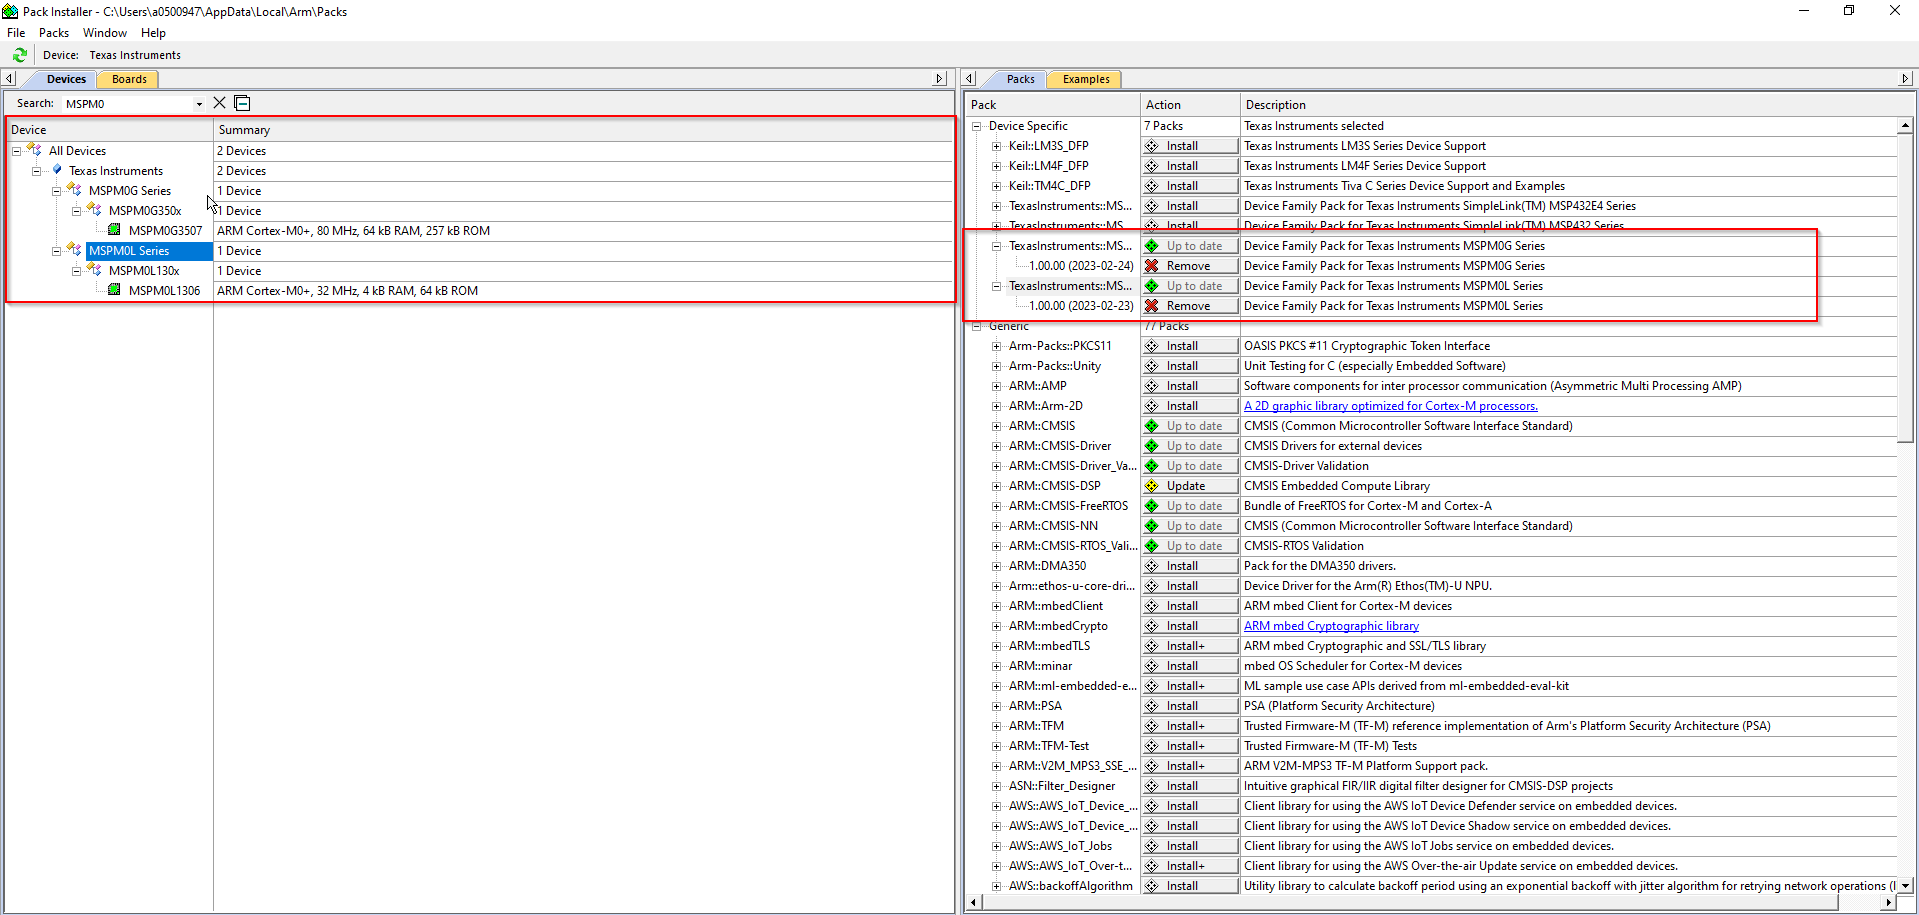 Pack Installer - C:\Users\a0500947\AppData\Local\Arm\Packs
File Packs Window Help
Device: Texas Instruments
Devices Boards
Search: MSPM0
Device Summary
All Devices 2 Devices
Texas Instruments 2 Devices
MSPM0G Series 1 Device
MSPM0G350x 1 Device
MSPM0G3507 ARM Cortex-M0+, 80 MHz, 64 kB RAM, 257 kB ROM
MSPM0L Series 1 Device
MSPM0L130x 1 Device
MSPM0L1306 ARM Cortex-M0+, 32 MHz, 4 kB RAM, 64 kB ROM
Packs Examples
Pack Action Description
Device Specific 7 Packs Texas Instruments selected
Keil::LM3S_DFP Install Texas Instruments LM3S Series Device Support
Keil::LM4F_DFP Install Texas Instruments LM4F Series Device Support
Keil::TM4C_DFP Install Texas Instruments Tiva C Series Device Support and Examples
TexasInstruments::MS... Install Device Family Pack for Texas Instruments SimpleLink(TM) MSP432E4 Series
TexasInstruments::MS... Install Device Family Pack for Texas Instruments SimpleLink(TM) MSP432 Series
TexasInstruments::MS... Up to date Device Family Pack for Texas Instruments MSPM0G Series
1.00.00 (2023-02-24) Remove Device Family Pack for Texas Instruments MSPM0G Series
TexasInstruments::MS... Up to date Device Family Pack for Texas Instruments MSPM0L Series
1.00.00 (2023-02-23) Remove Device Family Pack for Texas Instruments MSPM0L Series
Generic 77 Packs
Arm-Packs::PKCS11 Install OASIS PKCS #11 Cryptographic Token Interface
Arm-Packs::Unity Install Unit Testing for C (especially Embedded Software)
ARM::AMP Install Software components for inter processor communication (Asymmetric Multi Processing AMP)
ARM::Arm-2D Install A 2D graphic library optimized for Cortex-M processors.
ARM::CMSIS Up to date CMSIS (Common Microcontroller Software Interface Standard)
ARM::CMSIS-Driver Up to date CMSIS Drivers for external devices
ARM::CMSIS-Driver_Va... Up to date CMSIS-Driver Validation
ARM::CMSIS-DSP Update CMSIS Embedded Compute Library
ARM::CMSIS-FreeRTOS Up to date Bundle of FreeRTOS for Cortex-M and Cortex-A
ARM::CMSIS-NN Up to date CMSIS (Common Microcontroller Software Interface Standard)
ARM::CMSIS-RTOS_Vali... Up to date CMSIS-RTOS Validation
ARM::DMA350 Install Pack for the DMA350 drivers.
Arm::ethos-u-core-dri... Install Device Driver for the Arm(R) Ethos(TM)-U NPU.
ARM::mbedClient Install ARM mbed Client for Cortex-M devices
ARM::mbedCrypto Install ARM mbed Cryptographic library
ARM::mbedTLS Install+ ARM mbed Cryptographic and SSL/TLS library
ARM::minar Install mbed OS Scheduler for Cortex-M devices
ARM::ml-embedded-e... Install+ ML sample use case APIs derived from ml-embedded-eval-kit
ARM::PSA Install PSA (Platform Security Architecture)
ARM::TFM Install+ Trusted Firmware-M (TF-M) reference implementation of Arm's Platform Security Architecture (PSA)
ARM::TFM-Test Install+ Trusted Firmware-M (TF-M) Tests
ARM::V2M_MPS3_SSE_... Install+ ARM V2M-MPS3 TF-M Platform Support pack.
ASN::Filter_Designer Install Intuitive graphical FIR/IIR digital filter designer for CMSIS-DSP projects
AWS::AWS_IoT_Device_... Install Client library for using the AWS IoT Device Defender service on embedded devices.
AWS::AWS_IoT_Device_... Install Client library for using the AWS IoT Device Shadow service on embedded devices.
AWS::AWS_IoT_Jobs Install Client library for using the AWS IoT Jobs service on embedded devices.
AWS::AWS_IoT_Over-t... Install+ Client library for using the AWS Over-the-air Update service on embedded devices.
AWS::backoffAlgorithm Install Utility library to calculate backoff period using an exponential backoff with jitter algorithm for retrying network operations (l